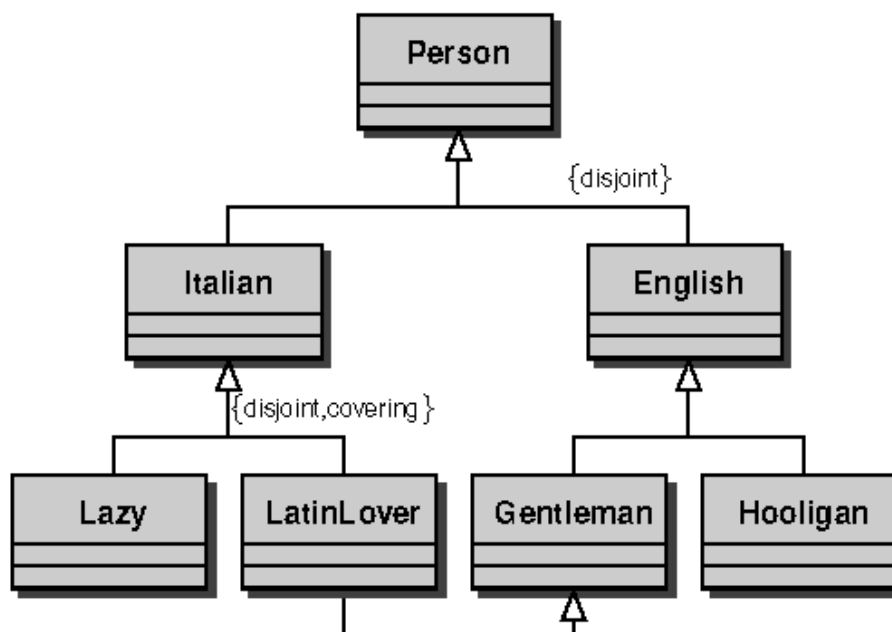 Person
{disjoint}
Italian
English
{disjoint,covering}
Lazy
LatinLover
Gentleman
Hooligan